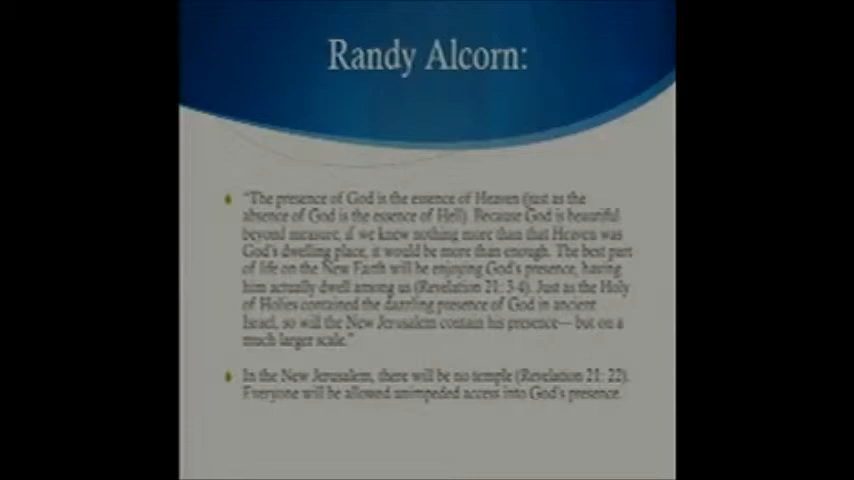 Randy Alcorn:
"The presence of God is the essence of Heaven (just as the
absence of God is the essence of Hell). Because God is beautiful
beyond measure, if we knew nothing more than that Heaven was
God's dwelling place, it would be more than enough. The best part
of life on the New Earth will be enjoying God's presence, having
him actually dwell among us (Revelation 21: 3-4). Just as the Holy
of Holies contained the dazzling presence of God in ancient
Israel, so will the New Jerusalem contain his presence— but on a
much larger scale."
In the New Jerusalem, there will be no temple (Revelation 21: 22).
Everyone will be allowed unimpeded access into God's presence.